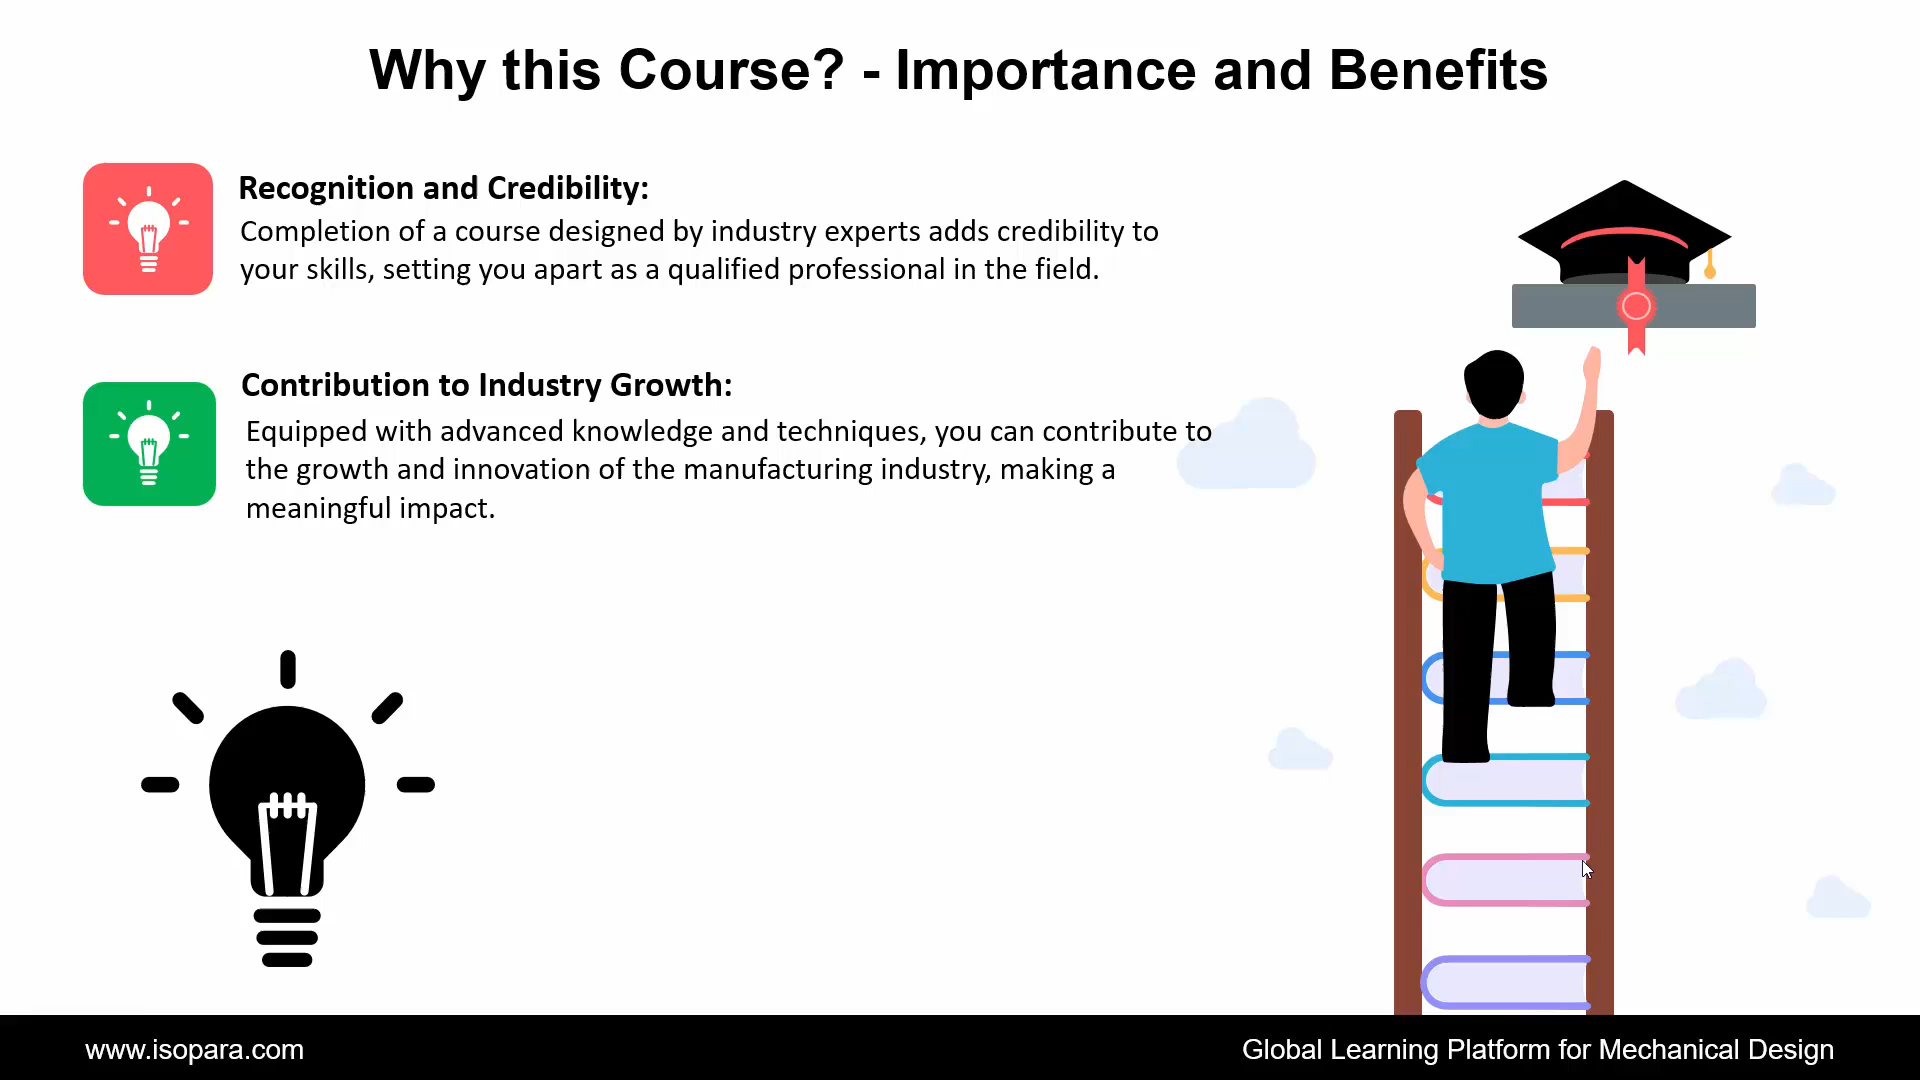 Why this Course? - Importance and Benefits
Recognition and Credibility:
Completion of a course designed by industry experts adds credibility to
your skills, setting you apart as a qualified professional in the field.
Contribution to Industry Growth:
Equipped with advanced knowledge and techniques, you can contribute to
the growth and innovation of the manufacturing industry, making a
meaningful impact.
www.isopara.com
Global Learning Platform for Mechanical Design